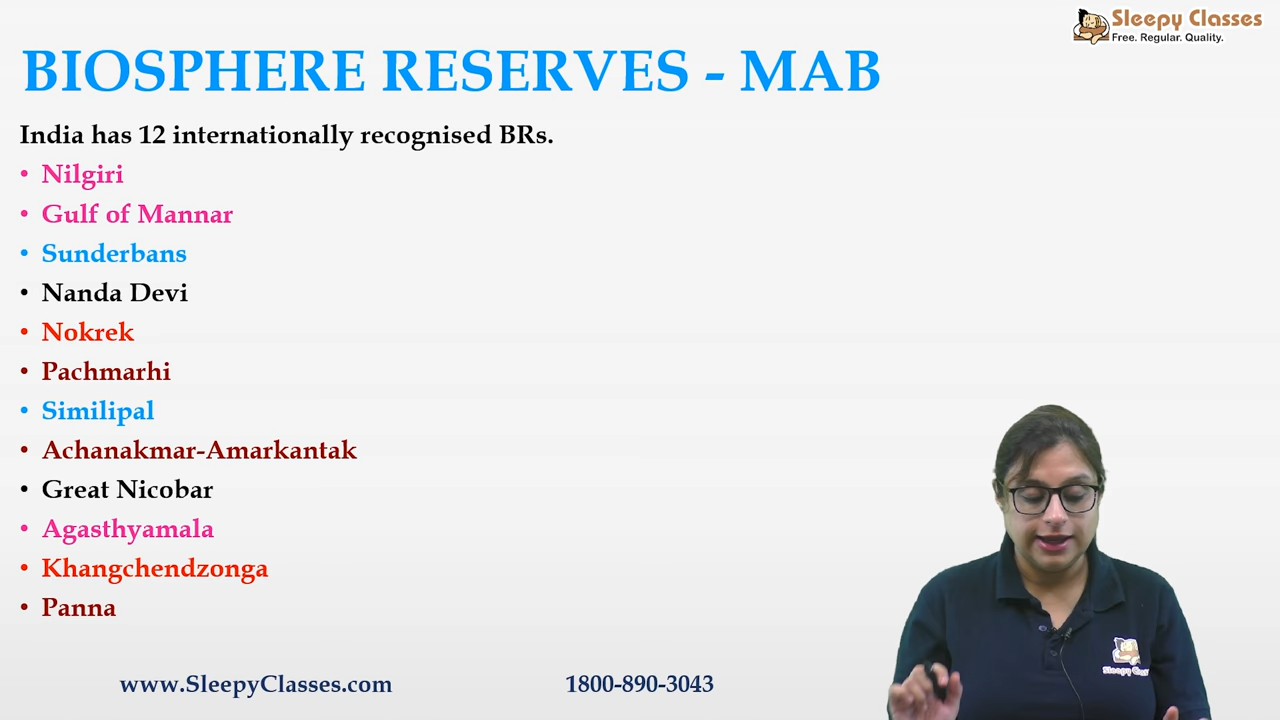 Sleepy Classes
Free. Regular. Quality.
BIOSPHERE RESERVES - MAB
India has 12 internationally recognised BRs.
• Nilgiri
• Gulf of Mannar
• Sunderbans
• Nanda Devi
• Nokrek
• Pachmarhi
• Similipal
• Achanakmar-Amarkantak
• Great Nicobar
• Agasthyamala
• Khangchendzonga
• Panna
www.SleepyClasses.com
1800-890-3043